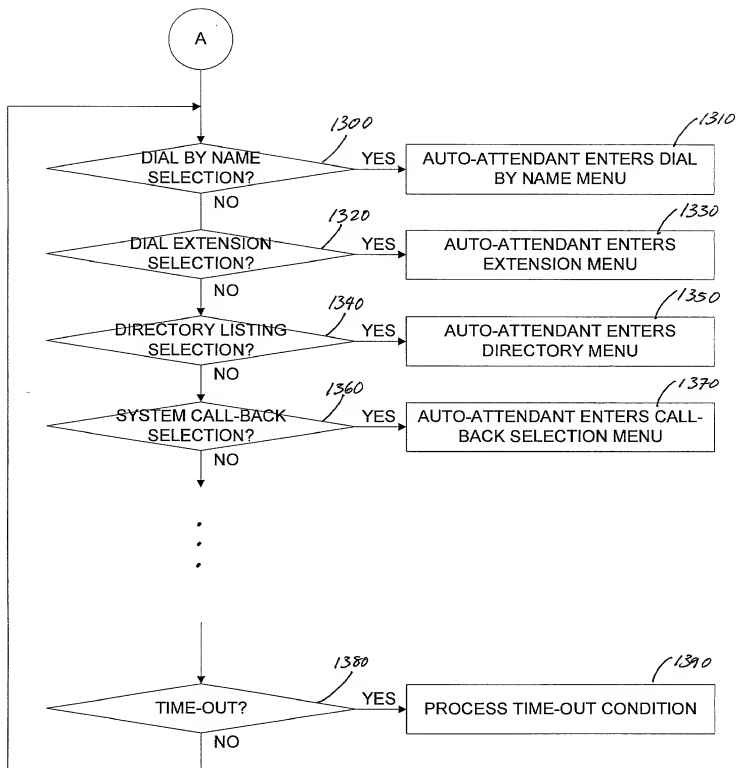 A
1300
1310
DIAL BY NAME
SELECTION?
YES
AUTO-ATTENDANT ENTERS DIAL
BY NAME MENU
NO
1320
1330
DIAL EXTENSION
SELECTION?
YES
AUTO-ATTENDANT ENTERS
EXTENSION MENU
NO
1340
1350
DIRECTORY LISTING
SELECTION?
YES
AUTO-ATTENDANT ENTERS
DIRECTORY MENU
NO
1360
1370
SYSTEM CALL-BACK
SELECTION?
YES
AUTO-ATTENDANT ENTERS CALL-
BACK SELECTION MENU
NO
1380
1390
TIME-OUT?
YES
PROCESS TIME-OUT CONDITION
NO